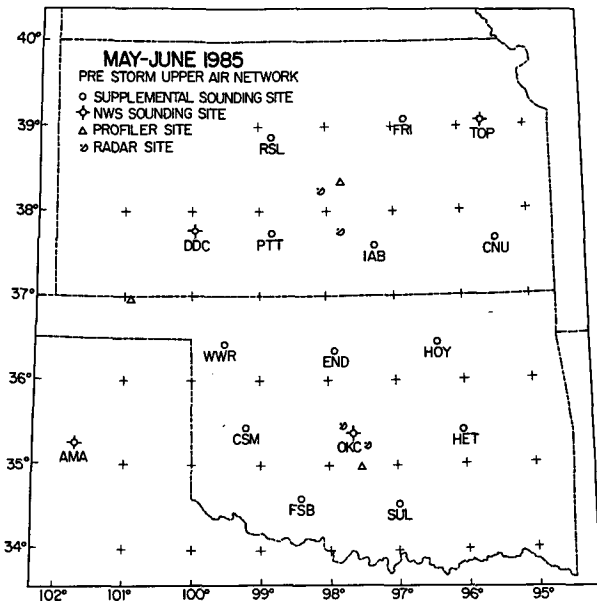 40°
MAY-JUNE 1985
PRE STORM UPPER AIR NETWORK
SUPPLEMENTAL SOUNDING SITE
NWS SOUNDING SITE
PROFILER SITE
RADAR SITE
39°
RSL
FRI
TOP
38°
DDC
PTT
IAB
CNU
37°
WWR
END
HOY
36°
CSM
OKC
HET
35°
AMA
FSB
SUL
34°
102° 101° 100° 99° 98° 97° 96° 95°